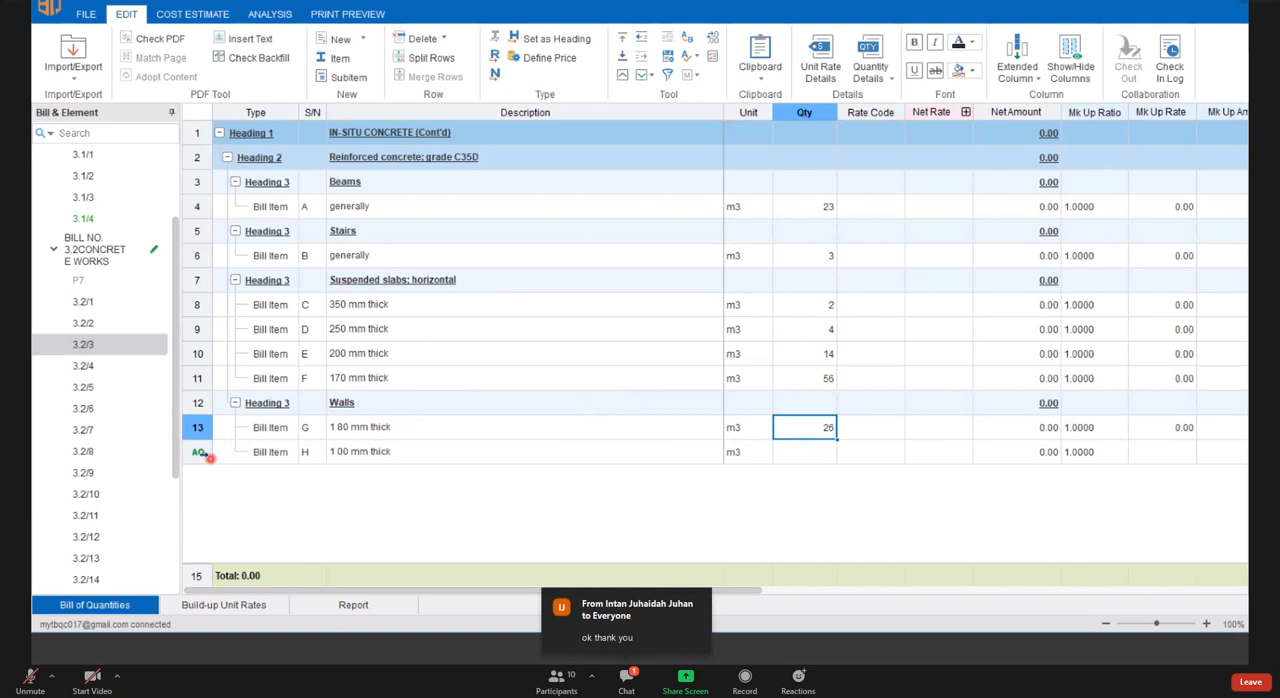 FILE EDIT COST ESTIMATE ANALYSIS PRINT PREVIEW
Check PDF Insert Text New Delete Set as Heading
Match Page Check Backfill Item Split Rows Define Price
Adopt Content Subitem Merge Rows
Import/Export Clipboard Unit Rate Details Quantity Details Extended Column Show/Hide Columns Check Out Check In Log
Import/Export PDF Tool New Row Type Tool Clipboard Details Font Column Collaboration
Bill & Element Type S/N Description Unit Qty Rate Code Net Rate Net Amount Mk Up Ratio Mk Up Rate Mk Up Am
Search
3.1/1
3.1/2
3.1/3
3.1/4
BILL NO.
3.2CONCRET
E WORKS
P7
3.2/1
3.2/2
3.2/3
3.2/4
3.2/5
3.2/6
3.2/7
3.2/8
3.2/9
3.2/10
3.2/11
3.2/12
3.2/13
3.2/14
1 Heading 1 IN-SITU CONCRETE (Cont'd) 0.00
2 Heading 2 Reinforced concrete; grade C35D 0.00
3 Heading 3 Beams 0.00
4 Bill Item A generally m3 23 0.00 1.0000 0.00
5 Heading 3 Stairs 0.00
6 Bill Item B generally m3 3 0.00 1.0000 0.00
7 Heading 3 Suspended slabs; horizontal 0.00
8 Bill Item C 350 mm thick m3 2 0.00 1.0000 0.00
9 Bill Item D 250 mm thick m3 4 0.00 1.0000 0.00
10 Bill Item E 200 mm thick m3 14 0.00 1.0000 0.00
11 Bill Item F 170 mm thick m3 56 0.00 1.0000 0.00
12 Heading 3 Walls 0.00
13 Bill Item G 1 80 mm thick m3 26 0.00 1.0000 0.00
Bill Item H 1 00 mm thick m3 0.00 1.0000
15 Total: 0.00
Bill of Quantities Build-up Unit Rates Report
mytbqc017@gmail.com connected 100%
IJ From Intan Juhaidah Juhan
to Everyone
ok thank you
Unmute Start Video Participants 10 Chat 1 Share Screen Record Reactions Leave